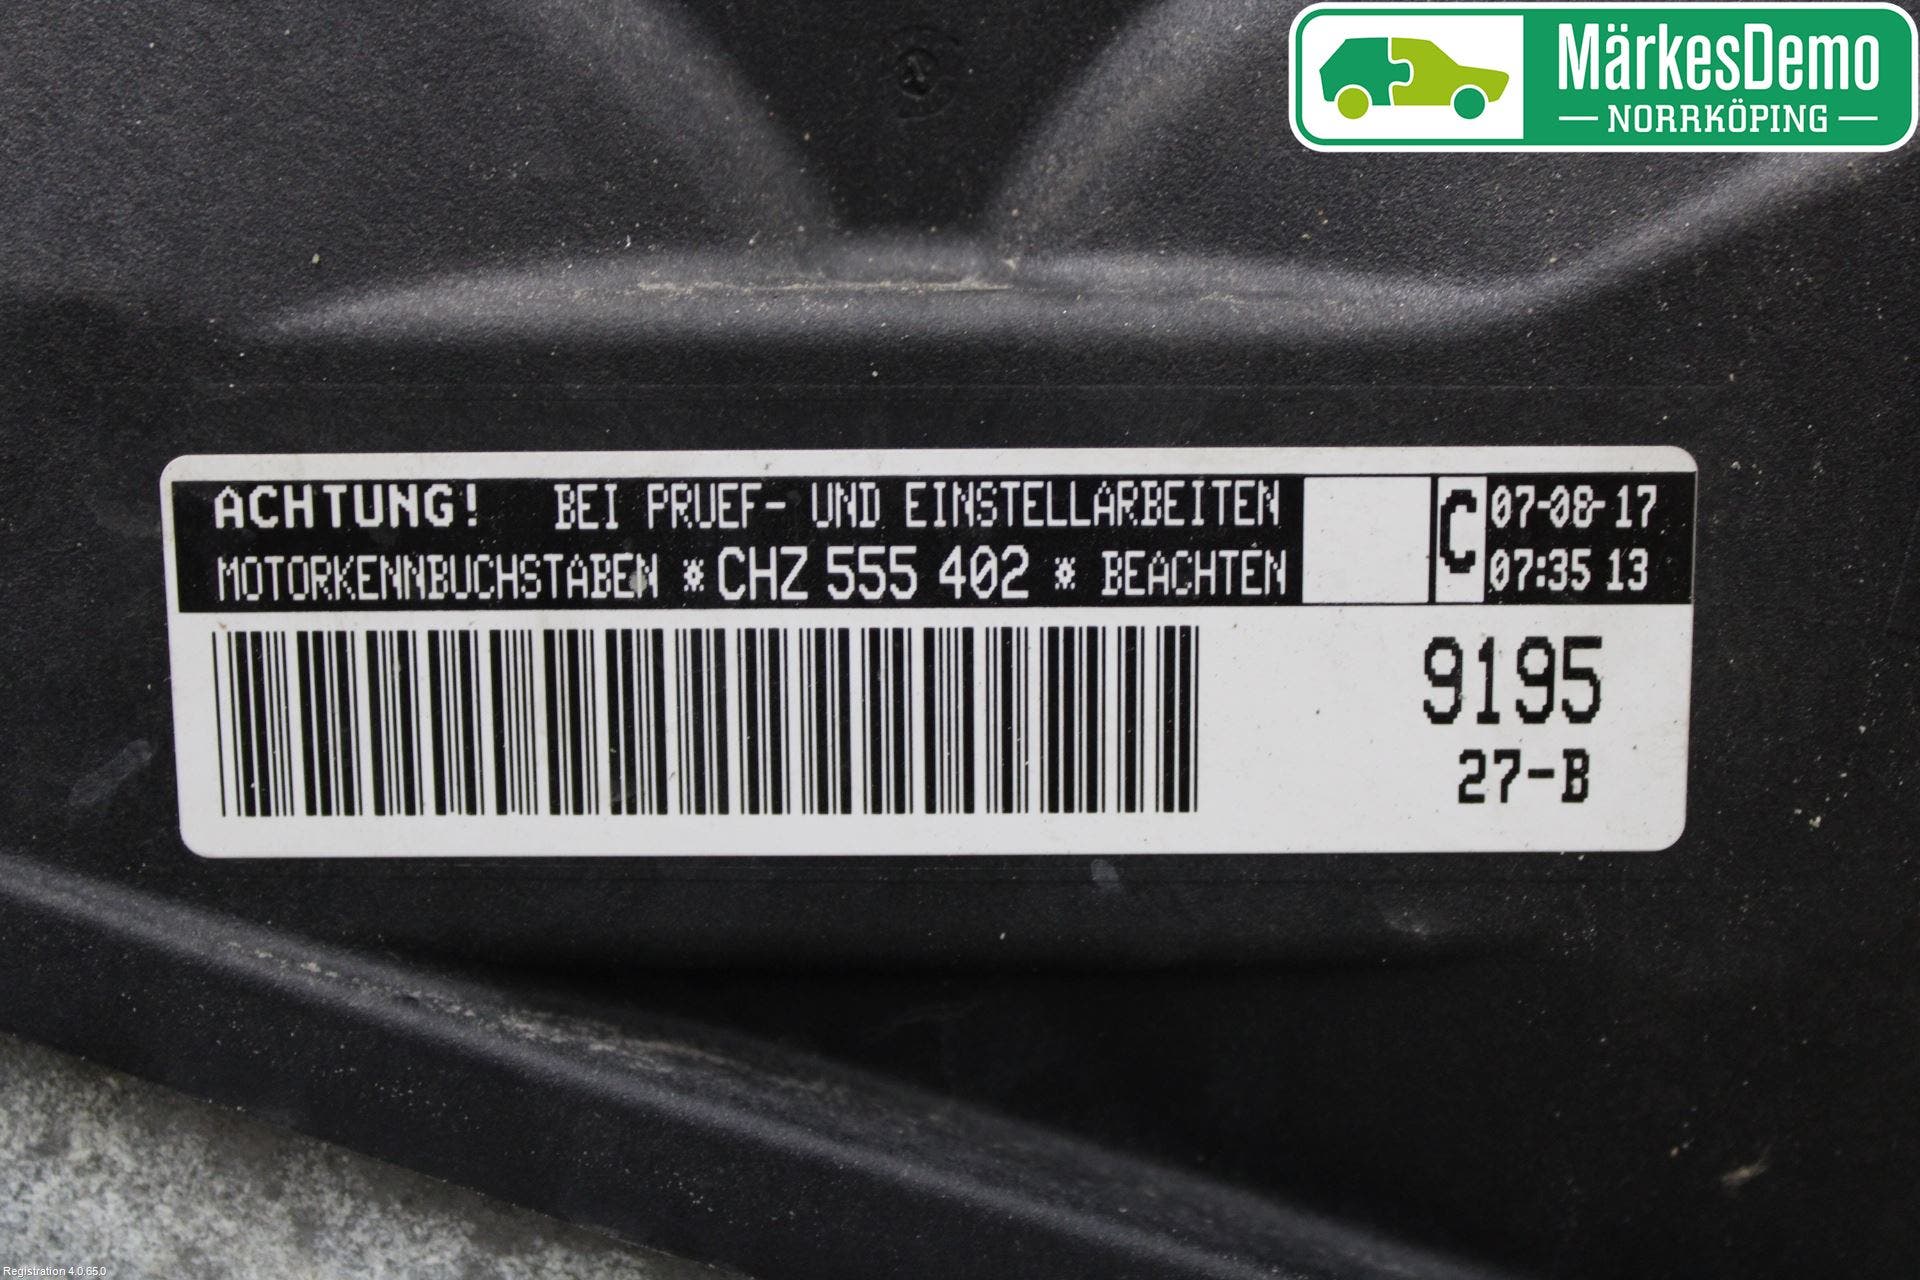 MärkesDemo
NORRKÖPING
ACHTUNG! BEI PRUEF- UND EINSTELLARBEITEN
MOTORKENNBUCHSTABEN * CHZ 555 402 * BEACHTEN
C
07-08-17
07:35 13
9195
27-B
Registration 4.0.65.0